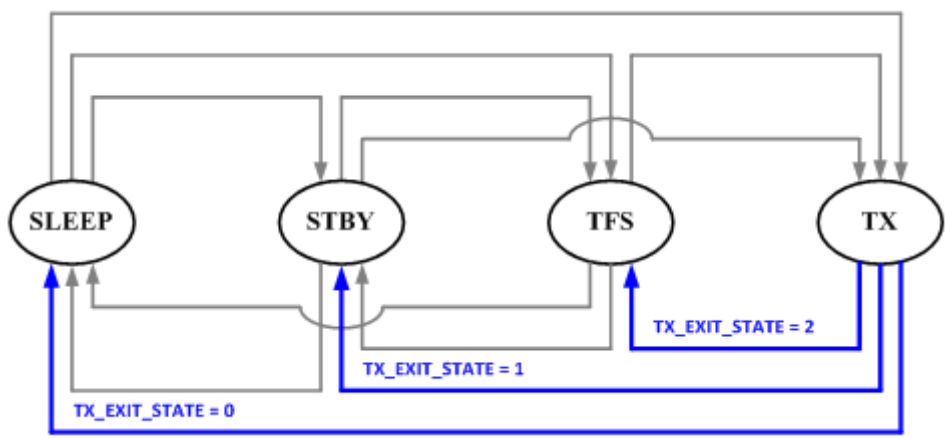 SLEEP
STBY
TFS
TX
TX_EXIT_STATE = 2
TX_EXIT_STATE = 1
TX_EXIT_STATE = 0